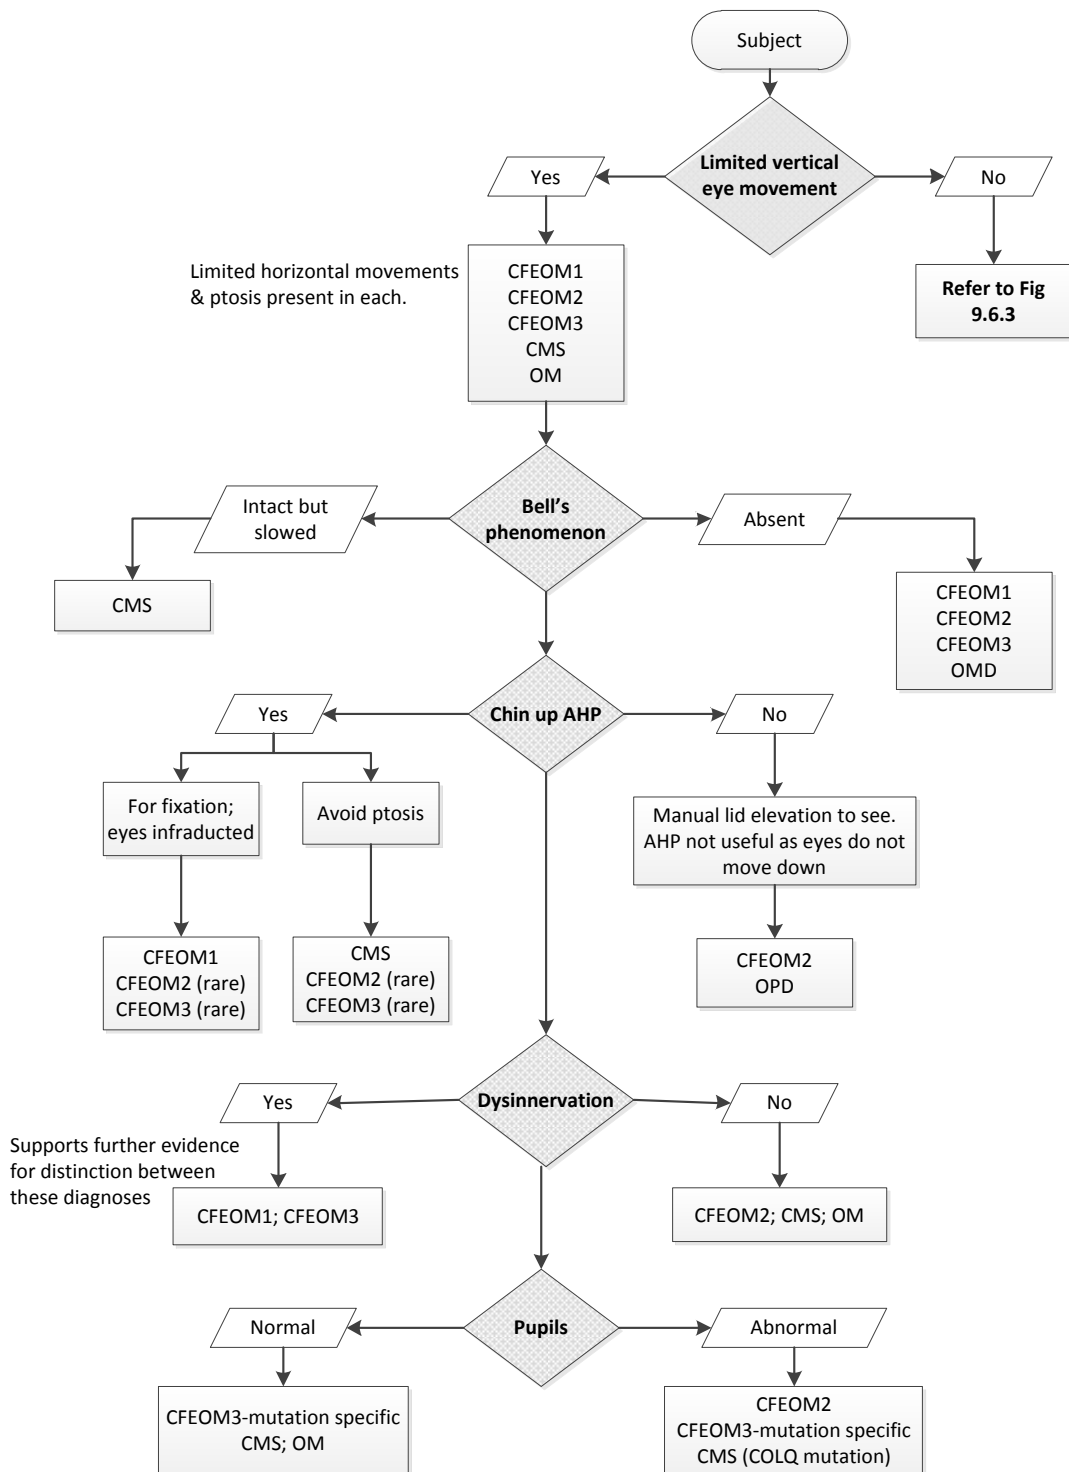 Subject
Limited vertical
eye movement
Yes
No
Limited horizontal movements
& ptosis present in each.
CFEOM1
CFEOM2
CFEOM3
CMS
OM
Refer to Fig
9.6.3
Bell’s
phenomenon
Intact but
slowed
Absent
CMS
CFEOM1
CFEOM2
CFEOM3
OMD
Chin up AHP
Yes
No
For fixation;
eyes infraducted
Avoid ptosis
Manual lid elevation to see.
AHP not useful as eyes do not
move down
CFEOM1
CFEOM2 (rare)
CFEOM3 (rare)
CMS
CFEOM2 (rare)
CFEOM3 (rare)
CFEOM2
OPD
Dysinnervation
Yes
No
Supports further evidence
for distinction between
these diagnoses
CFEOM1; CFEOM3
CFEOM2; CMS; OM
Pupils
Normal
Abnormal
CFEOM3-mutation specific
CMS; OM
CFEOM2
CFEOM3-mutation specific
CMS (COLQ mutation)